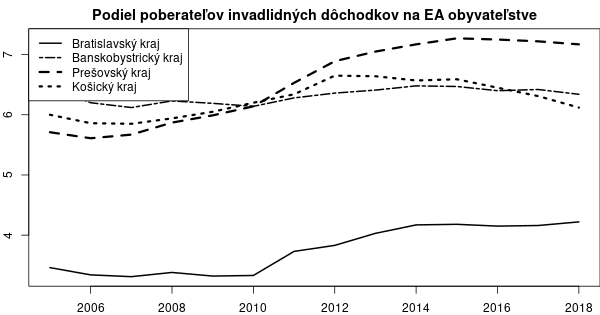 Podiel poberateľov invadlidných dôchodkov na EA obyvateľstve
Bratislavský kraj
Banskobystrický kraj
Prešovský kraj
Košický kraj
7
6
5
4
2006 2008 2010 2012 2014 2016 2018